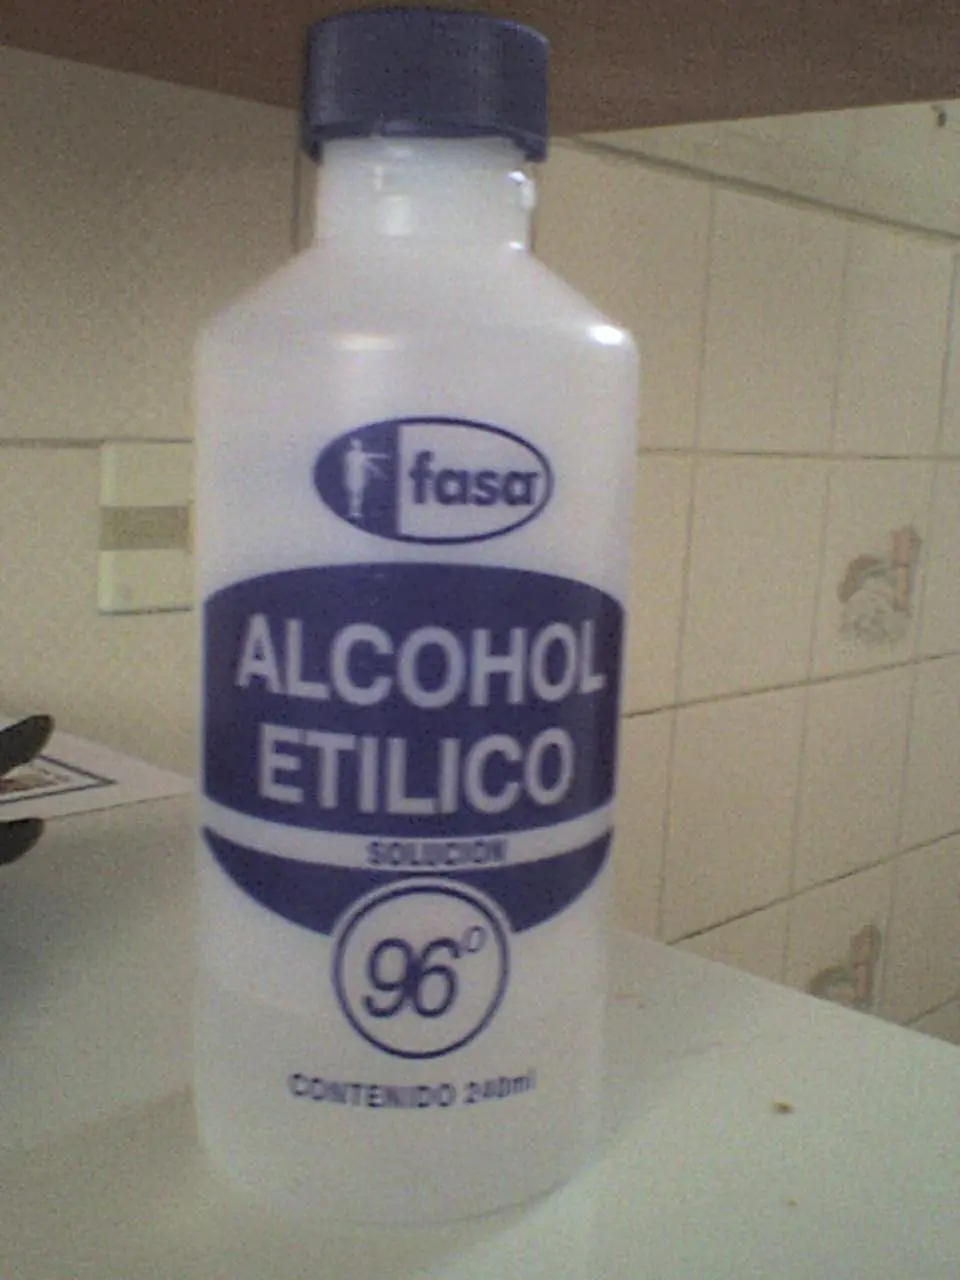 fasa
ALCOHOL
ETILICO
SOLUCION
96°
CONTENIDO 240ml